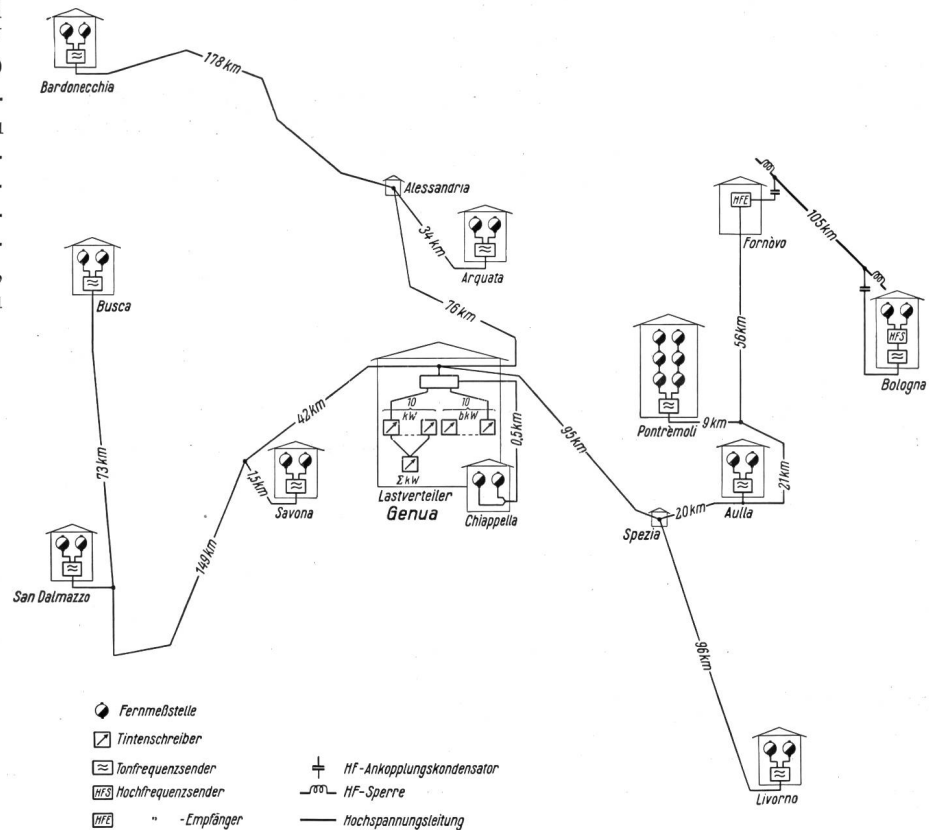 Bardonecchia
178 km
Alessandria
34 km
Arquata
76 km
Busca
73 km
San Dalmazzo
149 km
42 km
1,5 km
Savona
10
kW
10
bkW
Σ kW
Lastverteiler
Genua
0,5 km
Chiappella
95 km
Spezia
20 km
Aulla
21 km
9 km
Pontrèmoli
56 km
HFE
Fornòvo
105 km
HFS
Bologna
96 km
Livorno
Fernmeßstelle
Tintenschreiber
Tonfrequenzsender
HFS Hochfrequenzsender
HFE " -Empfänger
HF-Ankopplungskondensator
HF-Sperre
Hochspannungsleitung